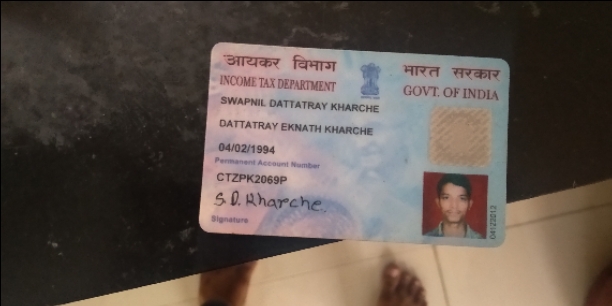 आयकर विभाग
INCOME TAX DEPARTMENT
भारत सरकार
GOVT. OF INDIA
SWAPNIL DATTATRAY KHARCHE
DATTATRAY EKNATH KHARCHE
04/02/1994
Permanent Account Number
CTZPK2069P
S.D.Kharche
Signature
04122013